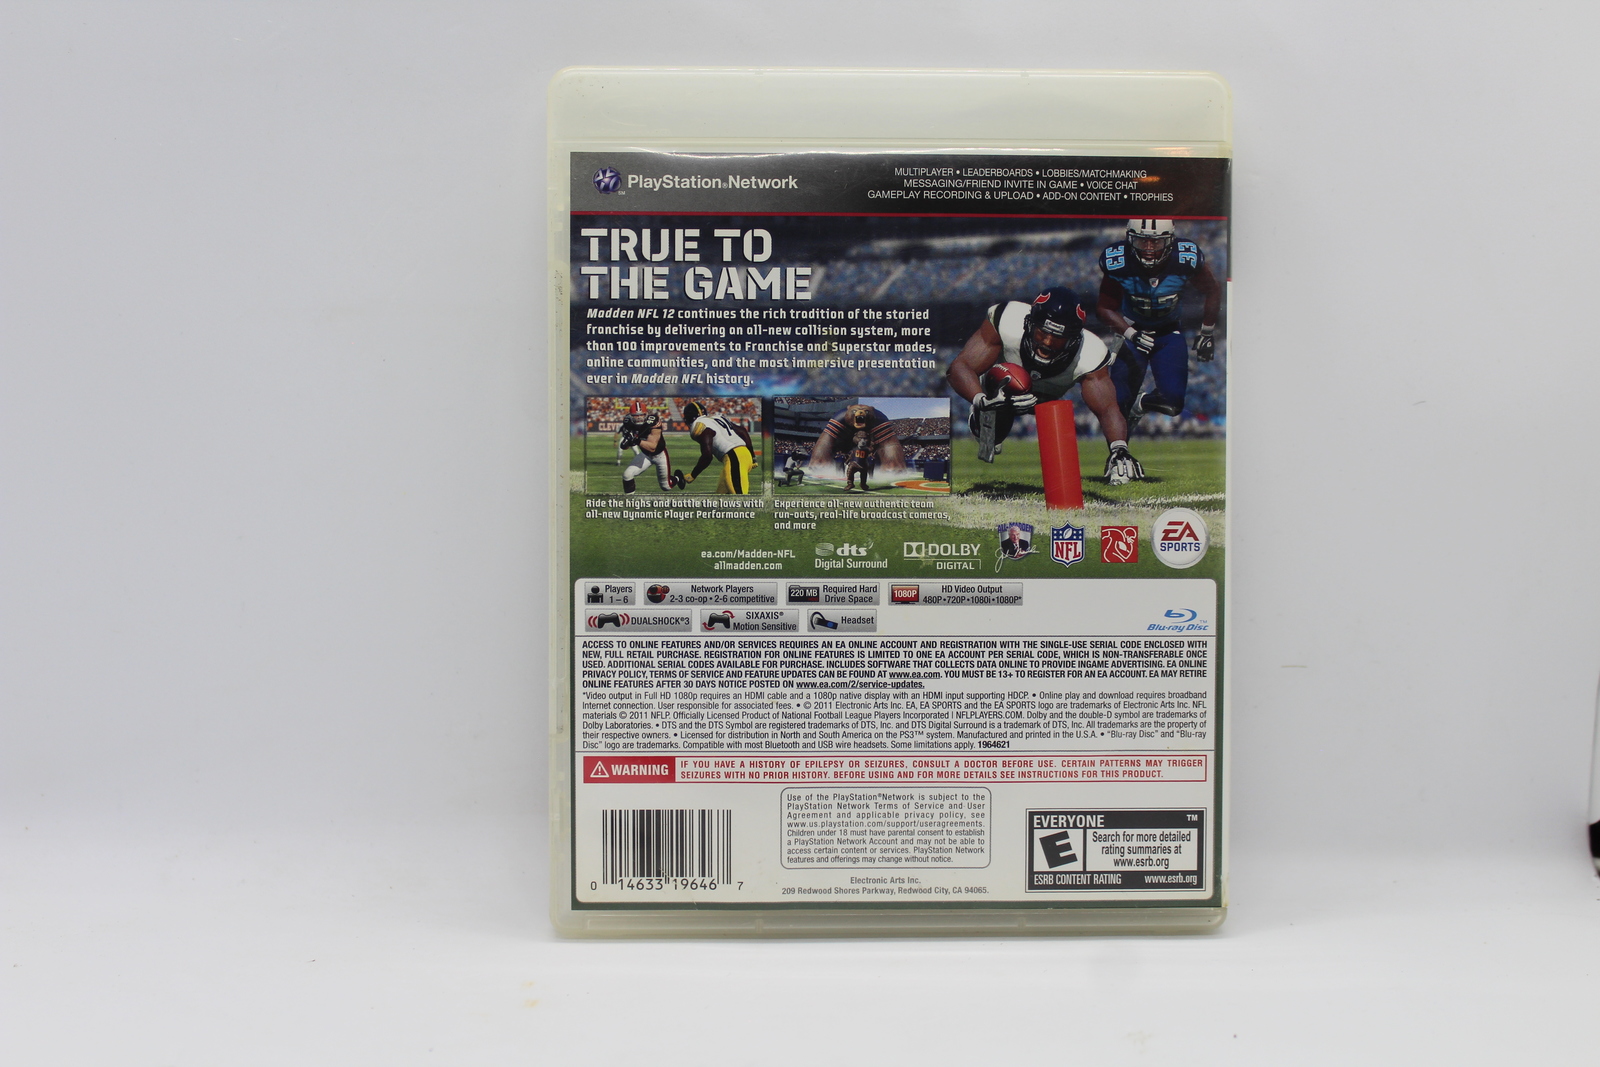 PlayStation®Network
SM
MULTIPLAYER • LEADERBOARDS • LOBBIES/MATCHMAKING
MESSAGING/FRIEND INVITE IN GAME • VOICE CHAT
GAMEPLAY RECORDING & UPLOAD • ADD-ON CONTENT • TROPHIES
TRUE TO
THE GAME
Madden NFL 12 continues the rich tradition of the storied
franchise by delivering an all-new collision system, more
than 100 improvements to Franchise and Superstar modes,
online communities, and the most immersive presentation
ever in Madden NFL history.
33
33
Ride the highs and battle the lows with
all-new Dynamic Player Performance
Experience all-new authentic team
run-outs, real-life broadcast cameras,
and more
ea.com/Madden-NFL
allmadden.com
dts
Digital Surround
DOLBY
DIGITAL
NFL
EA
SPORTS
Players
1 – 6
Network Players
2-3 co-op • 2-6 competitive
220 MB
Required Hard
Drive Space
1080P
HD Video Output
480P•720P•1080i•1080P*
DUALSHOCK®3
SIXAXIS®
Motion Sensitive
Headset
Blu-ray Disc™
ACCESS TO ONLINE FEATURES AND/OR SERVICES REQUIRES AN EA ONLINE ACCOUNT AND REGISTRATION WITH THE SINGLE-USE SERIAL CODE ENCLOSED WITH
NEW, FULL RETAIL PURCHASE. REGISTRATION FOR ONLINE FEATURES IS LIMITED TO ONE EA ACCOUNT PER SERIAL CODE, WHICH IS NON-TRANSFERABLE ONCE
USED. ADDITIONAL SERIAL CODES AVAILABLE FOR PURCHASE. INCLUDES SOFTWARE THAT COLLECTS DATA ONLINE TO PROVIDE INGAME ADVERTISING. EA ONLINE
PRIVACY POLICY, TERMS OF SERVICE AND FEATURE UPDATES CAN BE FOUND AT www.ea.com. YOU MUST BE 13+ TO REGISTER FOR AN EA ACCOUNT. EA MAY RETIRE
ONLINE FEATURES AFTER 30 DAYS NOTICE POSTED ON www.ea.com/2/service-updates.
*Video output in Full HD 1080p requires an HDMI cable and a 1080p native display with an HDMI input supporting HDCP. • Online play and download requires broadband
Internet connection. User responsible for associated fees. • © 2011 Electronic Arts Inc. EA, EA SPORTS and the EA SPORTS logo are trademarks of Electronic Arts Inc. NFL
materials © 2011 NFLP. Officially Licensed Product of National Football League Players Incorporated | NFLPLAYERS.COM. Dolby and the double-D symbol are trademarks of
Dolby Laboratories. • DTS and the DTS Symbol are registered trademarks of DTS, Inc. and DTS Digital Surround is a trademark of DTS, Inc. All trademarks are the property of
their respective owners. • Licensed for distribution in North and South America on the PS3™ system. Manufactured and printed in the U.S.A. • "Blu-ray Disc" and "Blu-ray
Disc" logo are trademarks. Compatible with most Bluetooth and USB wire headsets. Some limitations apply. 1964621
WARNING
IF YOU HAVE A HISTORY OF EPILEPSY OR SEIZURES, CONSULT A DOCTOR BEFORE USE. CERTAIN PATTERNS MAY TRIGGER
SEIZURES WITH NO PRIOR HISTORY. BEFORE USING AND FOR MORE DETAILS SEE INSTRUCTIONS FOR THIS PRODUCT.
Use of the PlayStation®Network is subject to the
PlayStation Network Terms of Service and User
Agreement and applicable privacy policy, see
www.us.playstation.com/support/useragreements.
Children under 18 must have parental consent to establish
a PlayStation Network Account and may not be able to
access certain content or services. PlayStation Network
features and offerings may change without notice.
Electronic Arts Inc.
209 Redwood Shores Parkway, Redwood City, CA 94065.
0 14633 19646 7
EVERYONE ™
E
Search for more detailed
rating summaries at
www.esrb.org
ESRB CONTENT RATING www.esrb.org